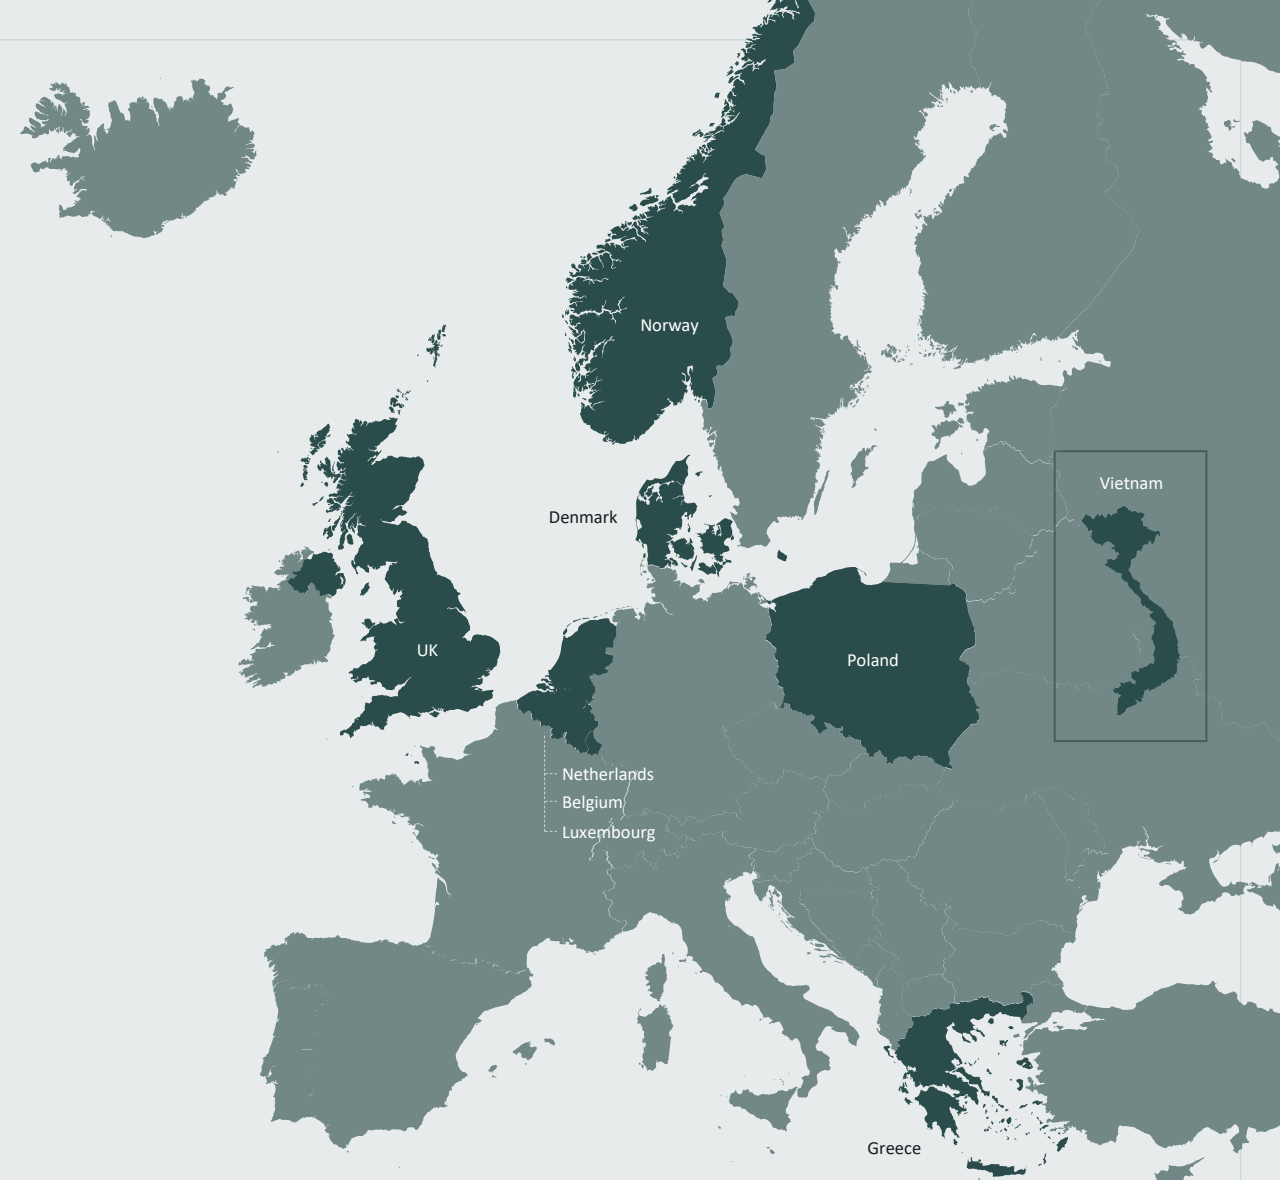 Norway
Vietnam
Denmark
UK
Poland
Netherlands
Belgium
Luxembourg
Greece